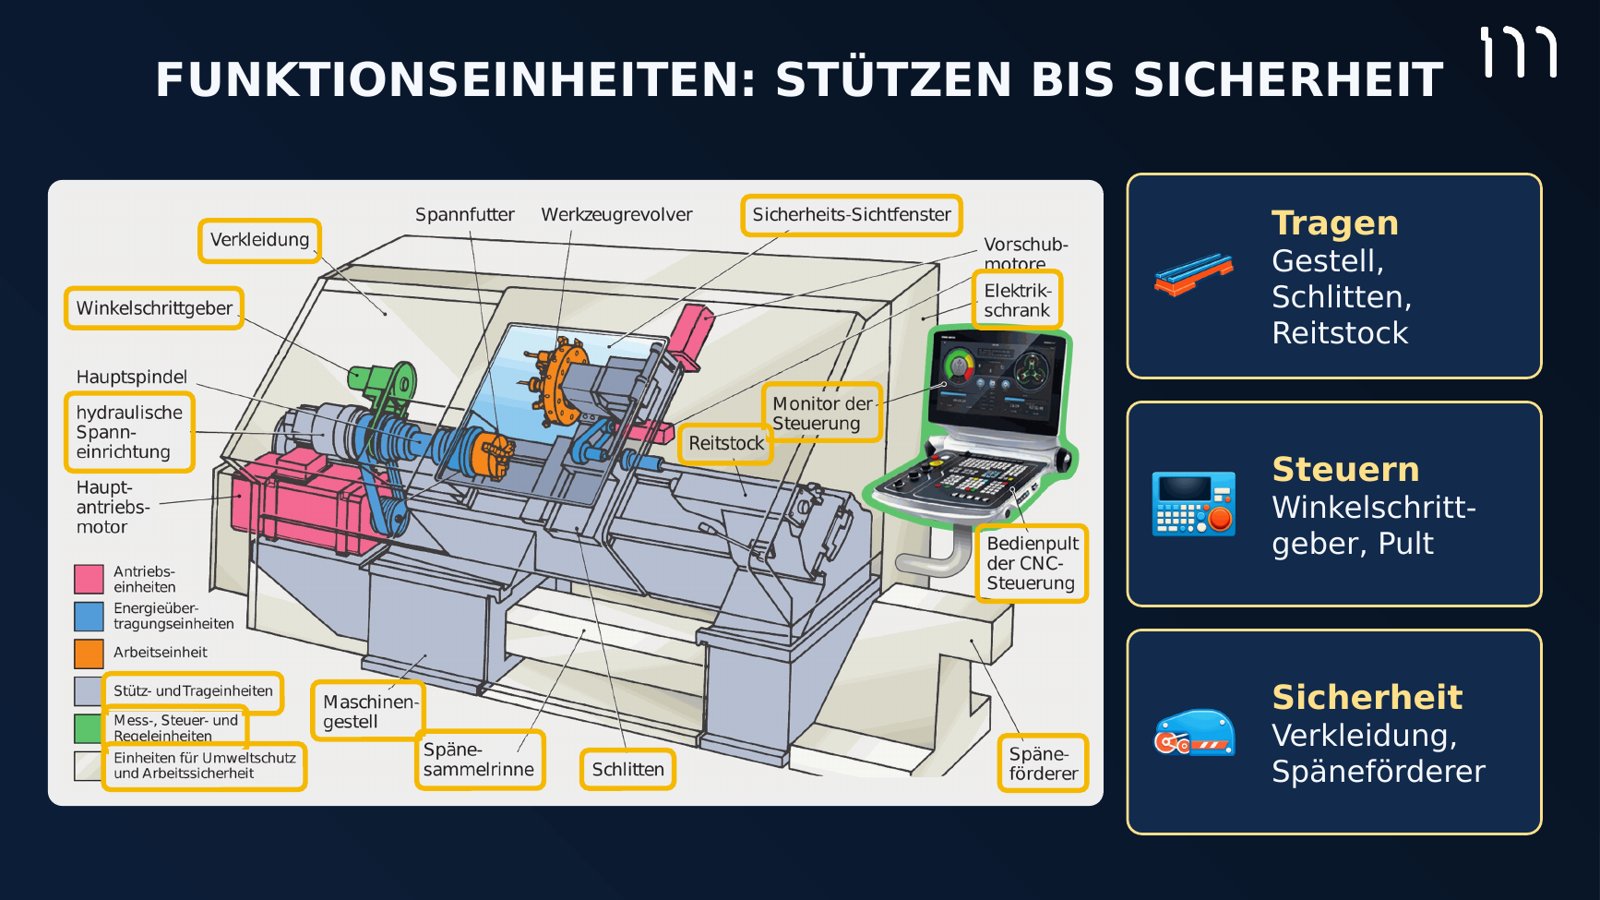 FUNKTIONSEINHEITEN: STÜTZEN BIS SICHERHEIT
Spannfutter
Werkzeugrevolver
Sicherheits-Sichtfenster
Verkleidung
Vorschub-
motore
Elektrik-
schrank
Winkelschrittgeber
Hauptspindel
hydraulische
Spann-
einrichtung
Monitor der
Steuerung
Reitstock
Haupt-
antriebs-
motor
Bedienpult
der CNC-
Steuerung
Antriebs-
einheiten
Energieüber-
tragungseinheiten
Arbeitseinheit
Stütz- und Trageinheiten
Mess-, Steuer- und
Regeleinheiten
Einheiten für Umweltschutz
und Arbeitssicherheit
Maschinen-
gestell
Späne-
sammelrinne
Schlitten
Späne-
förderer
Tragen
Gestell,
Schlitten,
Reitstock
Steuern
Winkelschritt-
geber, Pult
Sicherheit
Verkleidung,
Späneförderer